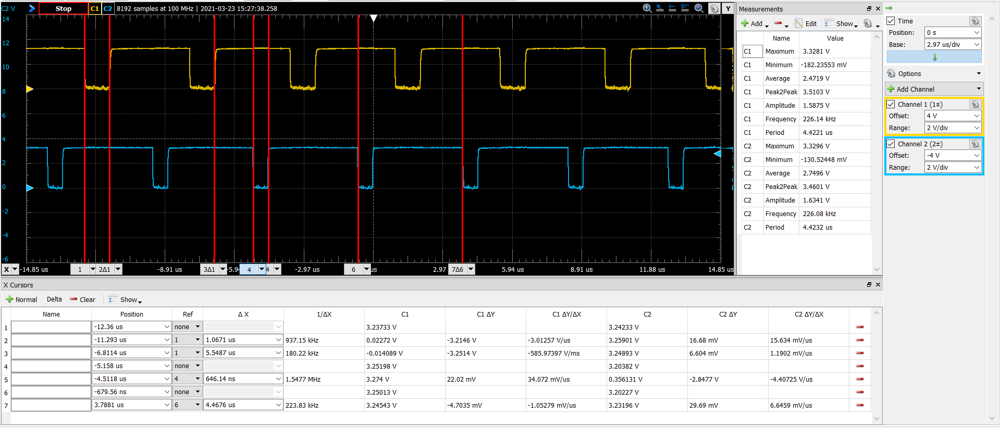 C2 V
Stop
C1
C2
8192 samples at 100 MHz | 2021-03-23 15:27:38.258
Y
14
12
10
8
6
4
2
0
-2
-4
-6
X
-14.85 us
1
2Δ1
-8.91 us
3Δ1
-5.94
4
4
-2.97 us
6
us
2.97
7Δ6
5.94 us
8.91 us
11.88 us
14.85 us
Measurements
Add
Edit
Show
Name Value
C1 Maximum 3.3281 V
C1 Minimum -182.23553 mV
C1 Average 2.4719 V
C1 Peak2Peak 3.5103 V
C1 Amplitude 1.5875 V
C1 Frequency 226.14 kHz
C1 Period 4.4221 us
C2 Maximum 3.3296 V
C2 Minimum -130.52448 mV
C2 Average 2.7496 V
C2 Peak2Peak 3.4601 V
C2 Amplitude 1.6341 V
C2 Frequency 226.08 kHz
C2 Period 4.4232 us
Time
Position: 0 s
Base: 2.97 us/div
Options
Add Channel
Channel 1 (1±)
Offset: 4 V
Range: 2 V/div
Channel 2 (2±)
Offset: -4 V
Range: 2 V/div
X Cursors
Normal Delta Clear Show
Name Position Ref Δ X 1/ΔX C1 C1 ΔY C1 ΔY/ΔX C2 C2 ΔY C2 ΔY/ΔX
1 -12.36 us none 3.23733 V 3.24233 V
2 -11.293 us 1 1.0671 us 937.15 kHz 0.02272 V -3.2146 V -3.01257 V/us 3.25901 V 16.68 mV 15.634 mV/us
3 -6.8114 us 1 5.5487 us 180.22 kHz -0.014089 V -3.2514 V -585.97397 V/ms 3.24893 V 6.604 mV 1.1902 mV/us
4 -5.158 us none 3.25198 V 3.20382 V
5 -4.5118 us 4 646.14 ns 1.5477 MHz 3.274 V 22.02 mV 34.072 mV/us 0.356131 V -2.8477 V -4.40725 V/us
6 -679.56 ns none 3.25013 V 3.20227 V
7 3.7881 us 6 4.4676 us 223.83 kHz 3.24543 V -4.7035 mV -1.05279 mV/us 3.23196 V 29.69 mV 6.6459 mV/us